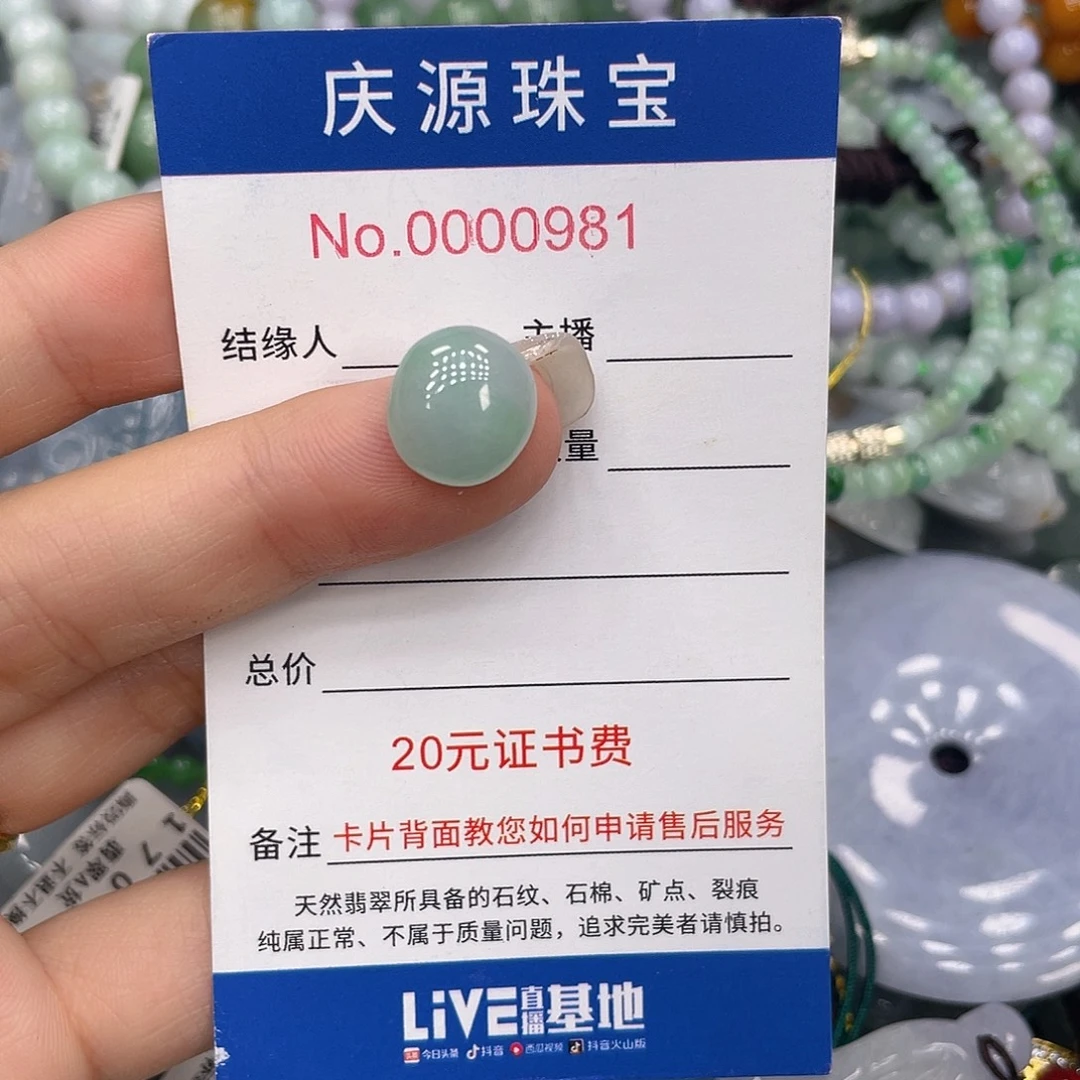 庆源珠宝
No.0000981
结缘人 主播
量
总价
20元证书费
备注 卡片背面教您如何申请售后服务
天然翡翠所具备的石纹、石棉、矿点、裂痕
纯属正常、不属于质量问题，追求完美者请慎拍。
LiVE直播基地
头条 今日头条 抖音 西瓜视频 抖音火山版